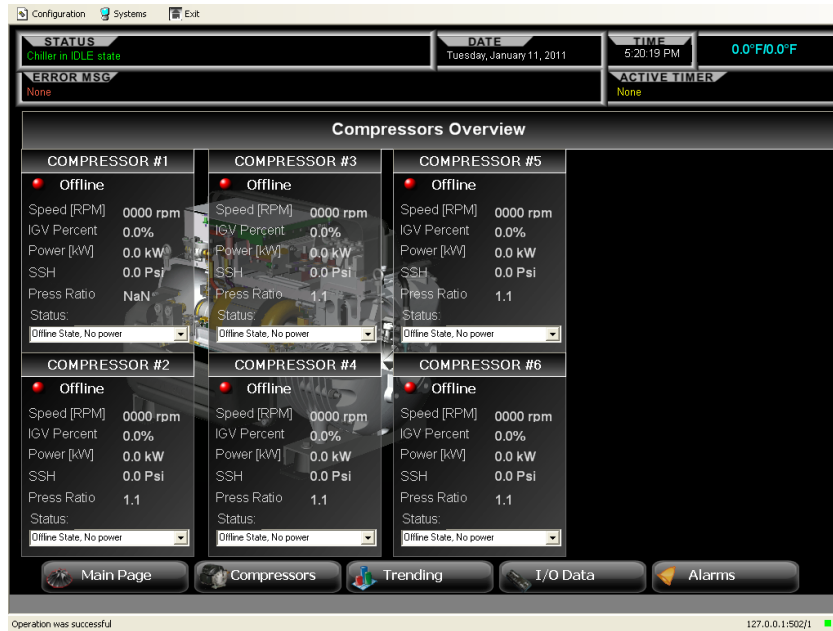 Configuration Systems Exit
STATUS
Chiller in IDLE state
DATE
Tuesday, January 11, 2011
TIME
5:20:19 PM
0.0°F/0.0°F
ERROR MSG
None
ACTIVE TIMER
None
Compressors Overview
COMPRESSOR #1
Offline
Speed [RPM] 0000 rpm
IGV Percent 0.0%
Power [kW] 0.0 kW
SSH 0.0 Psi
Press Ratio NaN
Status:
Offline State, No power
COMPRESSOR #3
Offline
Speed [RPM] 0000 rpm
IGV Percent 0.0%
Power [kW] 0.0 kW
SSH 0.0 Psi
Press Ratio 1.1
Status:
Offline State, No power
COMPRESSOR #5
Offline
Speed [RPM] 0000 rpm
IGV Percent 0.0%
Power [kW] 0.0 kW
SSH 0.0 Psi
Press Ratio 1.1
Status:
Offline State, No power
COMPRESSOR #2
Offline
Speed [RPM] 0000 rpm
IGV Percent 0.0%
Power [kW] 0.0 kW
SSH 0.0 Psi
Press Ratio 1.1
Status:
Offline State, No power
COMPRESSOR #4
Offline
Speed [RPM] 0000 rpm
IGV Percent 0.0%
Power [kW] 0.0 kW
SSH 0.0 Psi
Press Ratio 1.1
Status:
Offline State, No power
COMPRESSOR #6
Offline
Speed [RPM] 0000 rpm
IGV Percent 0.0%
Power [kW] 0.0 kW
SSH 0.0 Psi
Press Ratio 1.1
Status:
Offline State, No power
Main Page Compressors Trending I/O Data Alarms
Operation was successful 127.0.0.1:502/1